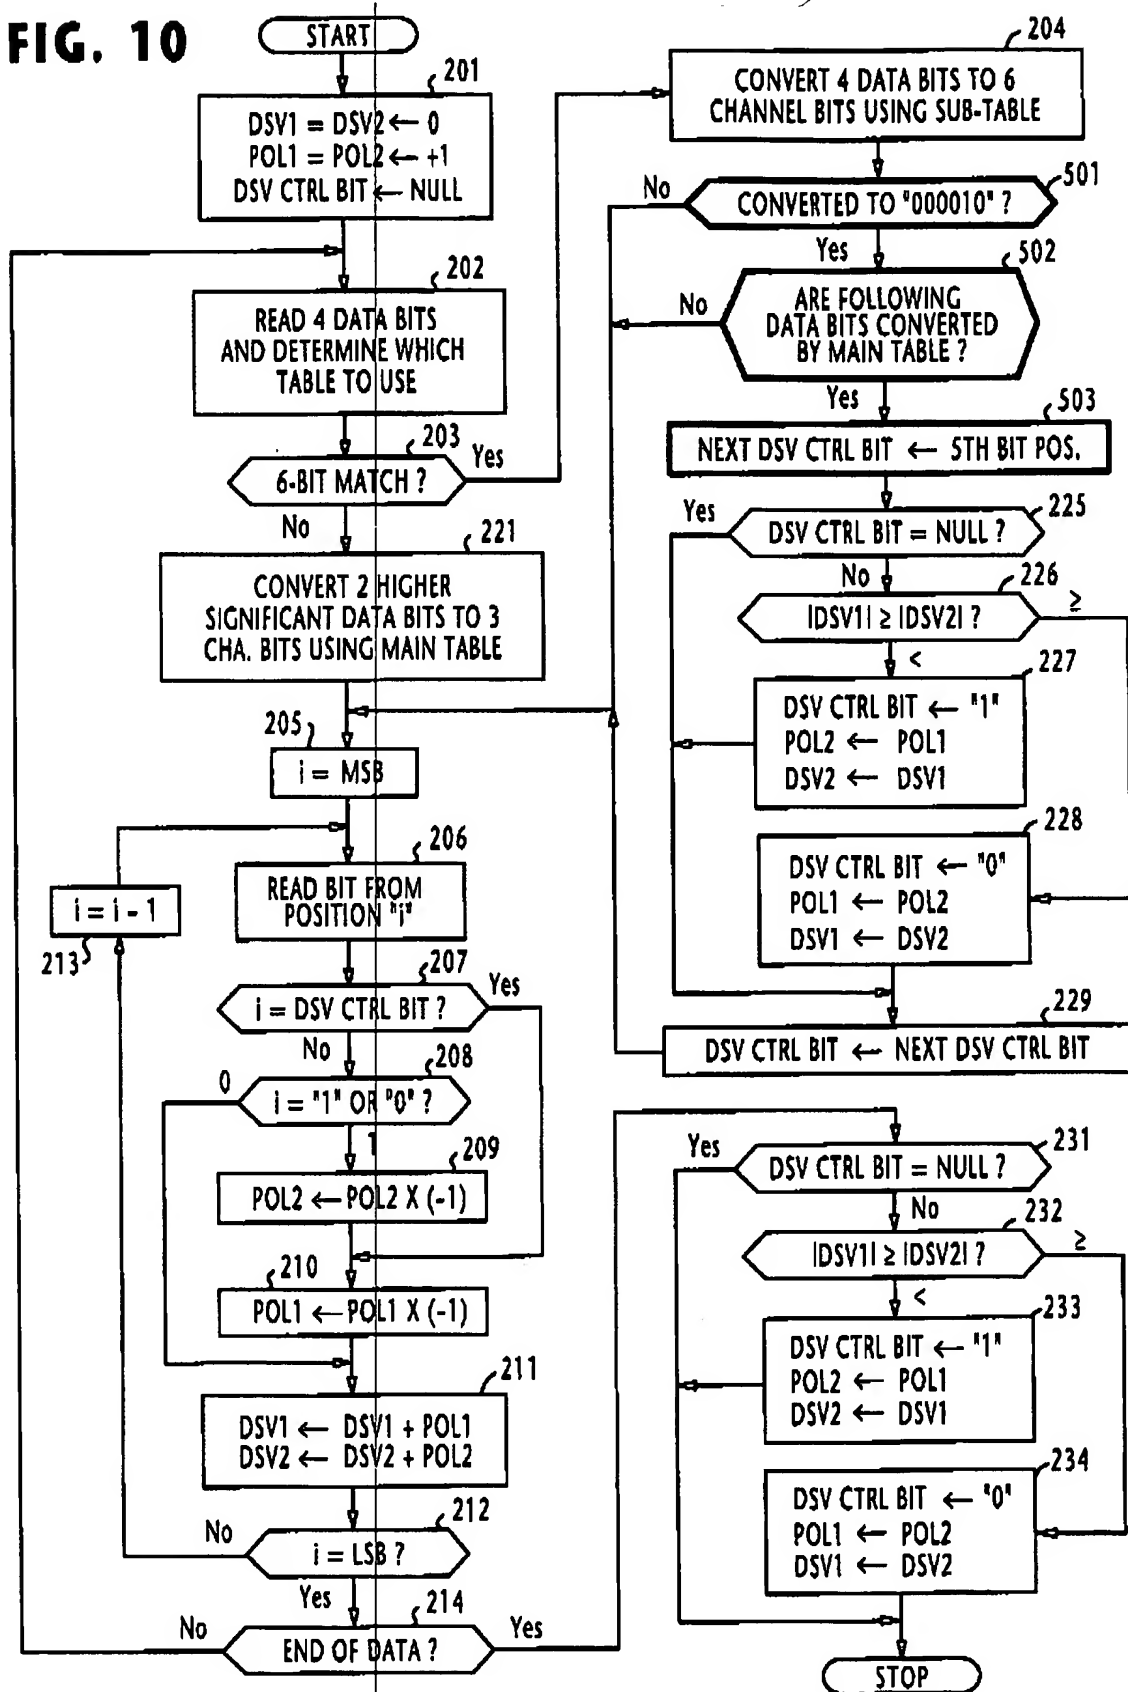 FIG. 10
START
201
DSV1 = DSV2 ← 0
POL1 = POL2 ← +1
DSV CTRL BIT ← NULL
202
READ 4 DATA BITS
AND DETERMINE WHICH
TABLE TO USE
203
6-BIT MATCH ?
Yes
No
221
CONVERT 2 HIGHER
SIGNIFICANT DATA BITS TO 3
CHA. BITS USING MAIN TABLE
205
i = MSB
206
READ BIT FROM
POSITION "i"
i = i - 1
213
207
i = DSV CTRL BIT ?
Yes
No
208
i = "1" OR "0" ?
0
1
209
POL2 ← POL2 X (-1)
210
POL1 ← POL1 X (-1)
211
DSV1 ← DSV1 + POL1
DSV2 ← DSV2 + POL2
212
i = LSB ?
No
Yes
214
END OF DATA ?
No
Yes
204
CONVERT 4 DATA BITS TO 6
CHANNEL BITS USING SUB-TABLE
501
CONVERTED TO "000010" ?
No
Yes
502
ARE FOLLOWING
DATA BITS CONVERTED
BY MAIN TABLE ?
No
Yes
503
NEXT DSV CTRL BIT ← 5TH BIT POS.
225
DSV CTRL BIT = NULL ?
Yes
No
226
|DSV1| ≥ |DSV2| ?
≥
<
227
DSV CTRL BIT ← "1"
POL2 ← POL1
DSV2 ← DSV1
228
DSV CTRL BIT ← "0"
POL1 ← POL2
DSV1 ← DSV2
229
DSV CTRL BIT ← NEXT DSV CTRL BIT
231
DSV CTRL BIT = NULL ?
Yes
No
232
|DSV1| ≥ |DSV2| ?
≥
<
233
DSV CTRL BIT ← "1"
POL2 ← POL1
DSV2 ← DSV1
234
DSV CTRL BIT ← "0"
POL1 ← POL2
DSV1 ← DSV2
STOP